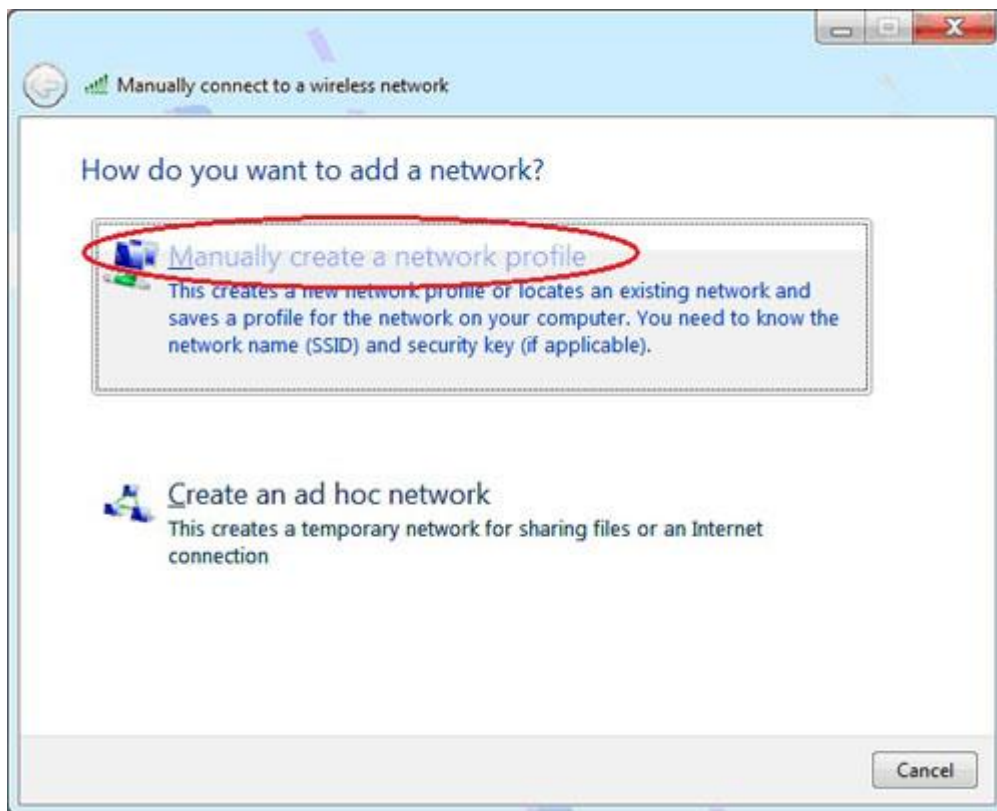 Manually connect to a wireless network
How do you want to add a network?
Manually create a network profile
This creates a new network profile or locates an existing network and
saves a profile for the network on your computer. You need to know the
network name (SSID) and security key (if applicable).
Create an ad hoc network
This creates a temporary network for sharing files or an Internet
connection
Cancel